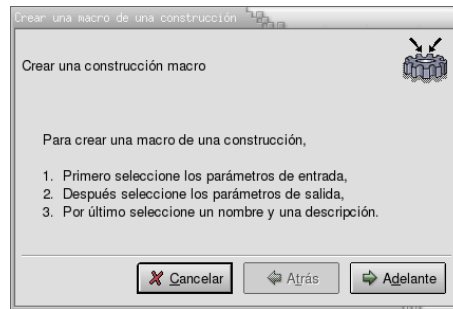 Crear una macro de una construcción
Crear una construcción macro
Para crear una macro de una construcción,
1. Primero seleccione los parámetros de entrada,
2. Después seleccione los parámetros de salida,
3. Por último seleccione un nombre y una descripción.
Cancelar
Atrás
Adelante